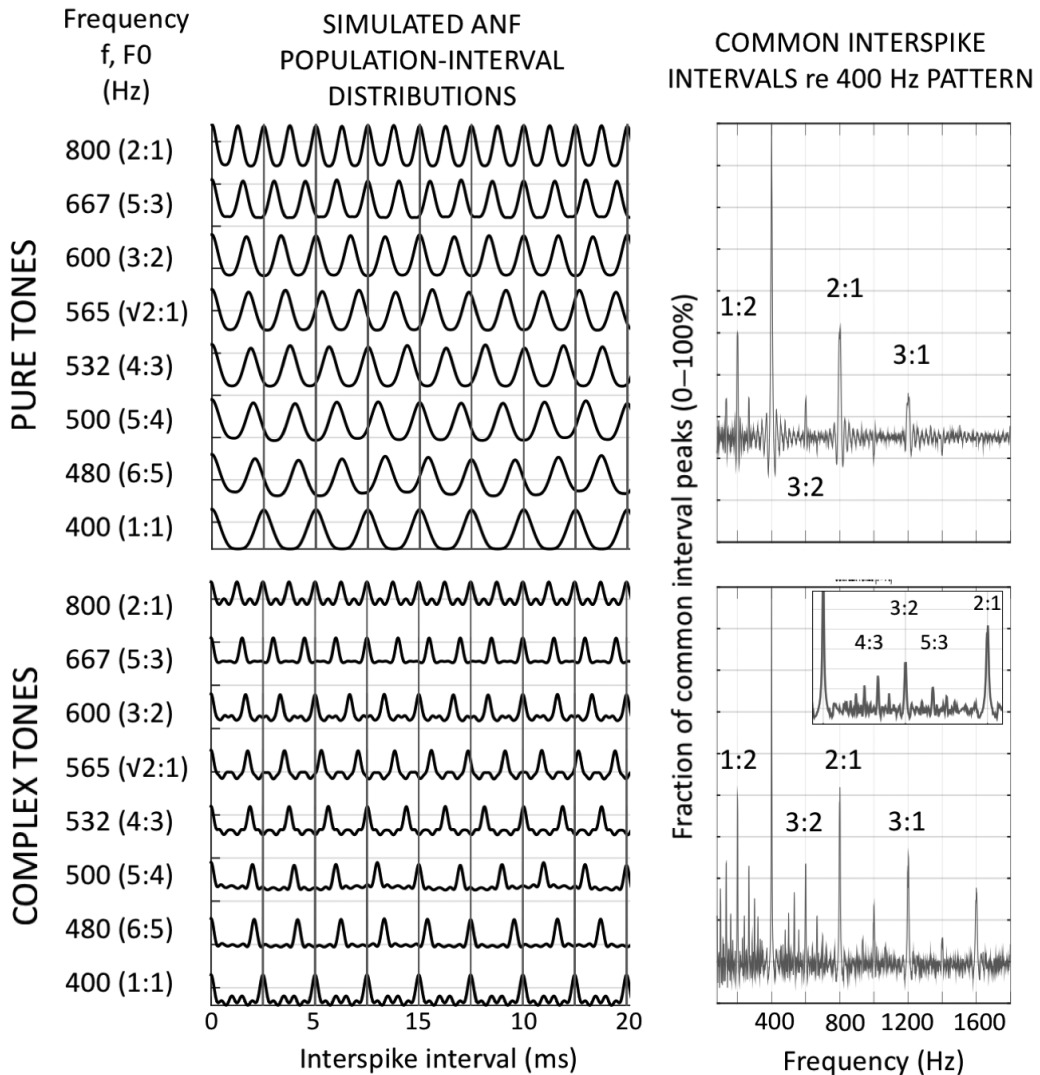 Frequency
f, F0
(Hz)
SIMULATED ANF
POPULATION-INTERVAL
DISTRIBUTIONS
COMMON INTERSPIKE
INTERVALS re 400 Hz PATTERN
PURE TONES
800 (2:1)
667 (5:3)
600 (3:2)
565 (√2:1)
532 (4:3)
500 (5:4)
480 (6:5)
400 (1:1)
COMPLEX TONES
800 (2:1)
667 (5:3)
600 (3:2)
565 (√2:1)
532 (4:3)
500 (5:4)
480 (6:5)
400 (1:1)
0 5 15 10 20
Interspike interval (ms)
Fraction of common interval peaks (0–100%)
1:2
2:1
3:1
3:2
3:2
2:1
4:3
5:3
1:2
2:1
3:2
3:1
400 800 1200 1600
Frequency (Hz)